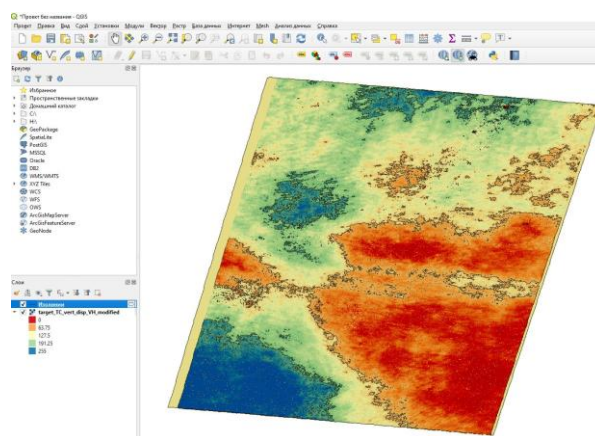 *Проект без названия - QGIS
Проект Правка Вид Слой Установки Модули Вектор Растр Базы данных Интернет Mesh Анализ данных Справка
Браузер
Избранное
Пространственные закладки
Домашний каталог
C:\
H:\
GeoPackage
SpatiaLite
PostGIS
MSSQL
Oracle
DB2
WMS/WMTS
XYZ Tiles
WCS
WFS
OWS
ArcGisMapServer
ArcGisFeatureServer
GeoNode
Слои
Изолинии
target_TC_vert_disp_VH_modified
0
63.75
127.5
191.25
255